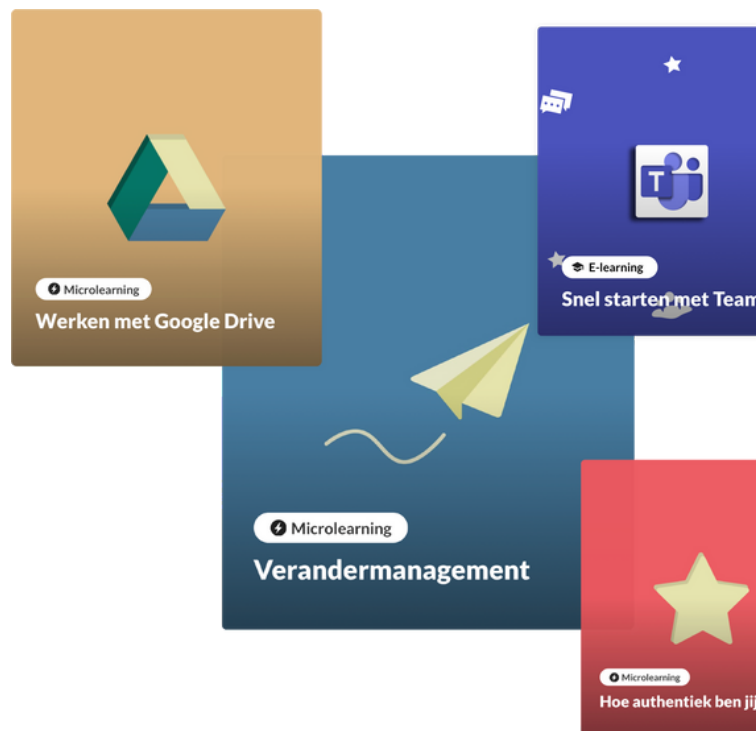 Microlearning
Werken met Google Drive
T
E-learning
Snel starten met Team
Microlearning
Verandermanagement
Microlearning
Hoe authentiek ben jij